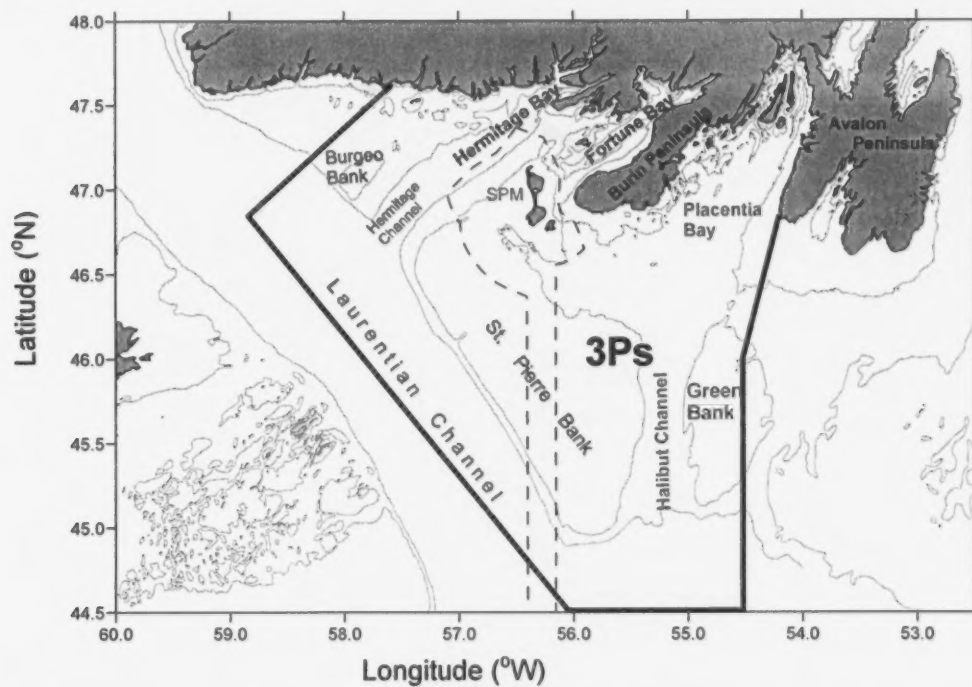 48.0
47.5
47.0
46.5
46.0
45.5
45.0
44.5
Latitude (°N)
60.0
59.0
58.0
57.0
56.0
55.0
54.0
53.0
Longitude (°W)
Burgeo
Bank
Hermitage
Channel
Hermitage Bay
Fortune Bay
Burin Peninsula
SPM
Avalon
Peninsula
Placentia
Bay
Laurentian Channel
St. Pierre Bank
3Ps
Halibut Channel
Green
Bank